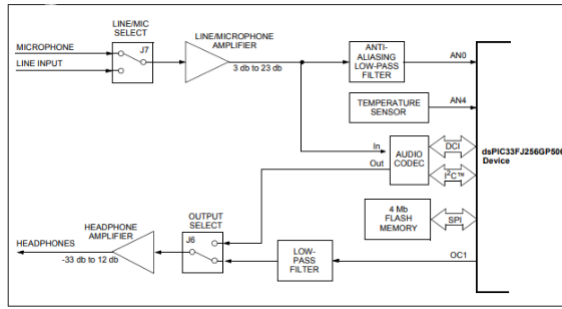 LINE/MIC
SELECT
J7
MICROPHONE
LINE INPUT
LINE/MICROPHONE
AMPLIFIER
3 db to 23 db
ANTI-
ALIASING
LOW-PASS
FILTER
AN0
TEMPERATURE
SENSOR
AN4
In
Out
AUDIO
CODEC
DCI
I²C™
dsPIC33FJ256GP506
Device
4 Mb
FLASH
MEMORY
SPI
HEADPHONE
AMPLIFIER
HEADPHONES
-33 db to 12 db
OUTPUT
SELECT
J6
LOW-
PASS
FILTER
OC1